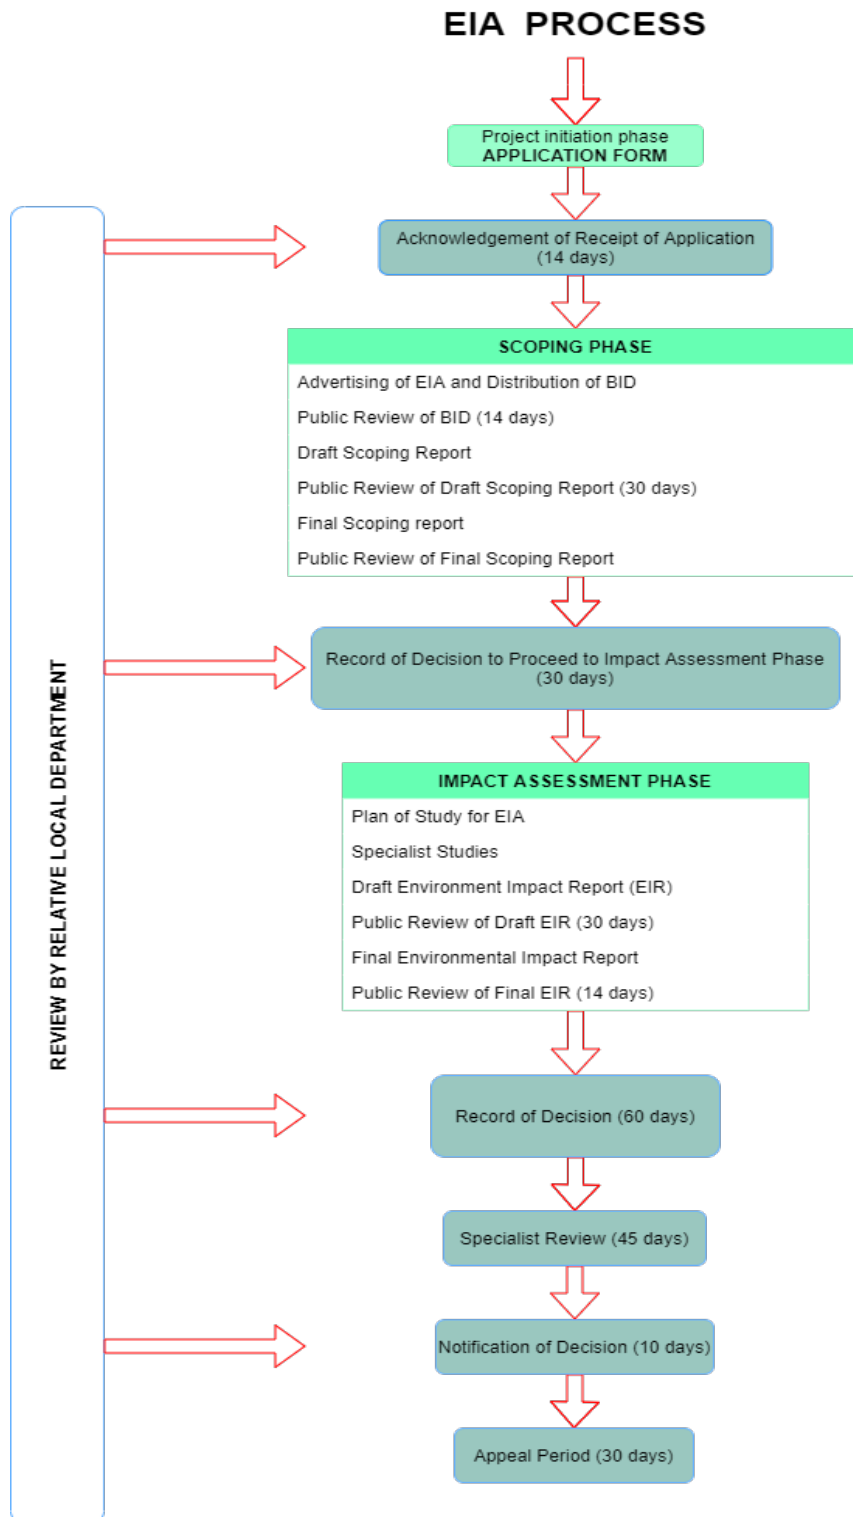 EIA PROCESS
Project initiation phase
APPLICATION FORM
Acknowledgement of Receipt of Application
(14 days)
SCOPING PHASE
Advertising of EIA and Distribution of BID
Public Review of BID (14 days)
Draft Scoping Report
Public Review of Draft Scoping Report (30 days)
Final Scoping report
Public Review of Final Scoping Report
Record of Decision to Proceed to Impact Assessment Phase
(30 days)
IMPACT ASSESSMENT PHASE
Plan of Study for EIA
Specialist Studies
Draft Environment Impact Report (EIR)
Public Review of Draft EIR (30 days)
Final Environmental Impact Report
Public Review of Final EIR (14 days)
Record of Decision (60 days)
Specialist Review (45 days)
Notification of Decision (10 days)
Appeal Period (30 days)
REVIEW BY RELATIVE LOCAL DEPARTMENT